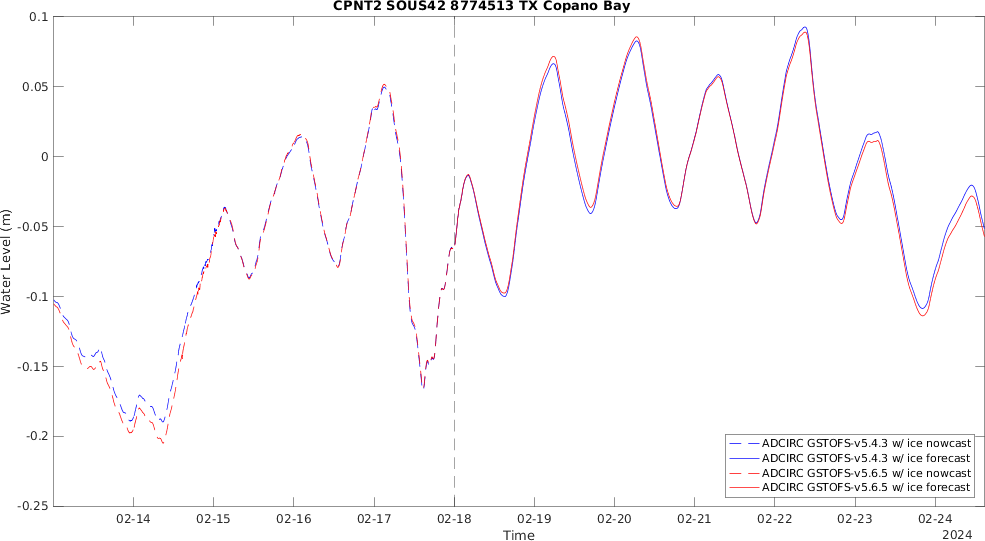 CPNT2 SOUS42 8774513 TX Copano Bay
0.1
0.05
0
-0.05
-0.1
-0.15
-0.2
-0.25
Water Level (m)
02-14 02-15 02-16 02-17 02-18 02-19 02-20 02-21 02-22 02-23 02-24
Time
2024
ADCIRC GSTOFS-v5.4.3 w/ ice nowcast
ADCIRC GSTOFS-v5.4.3 w/ ice forecast
ADCIRC GSTOFS-v5.6.5 w/ ice nowcast
ADCIRC GSTOFS-v5.6.5 w/ ice forecast